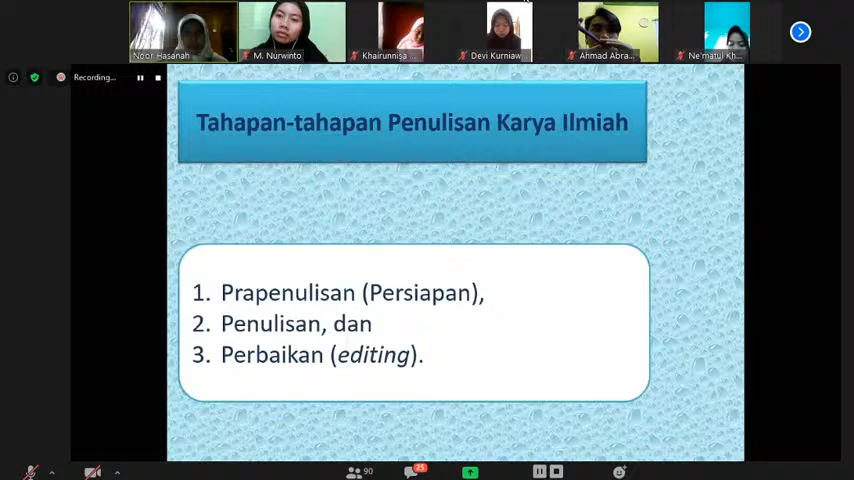 Noor Hasanah
M. Nurwinto
Khairunnisa ...
Devi Kurniaw...
Ahmad Abra...
Ne'matul Kh...
Recording...
Tahapan-tahapan Penulisan Karya Ilmiah
1. Prapenulisan (Persiapan),
2. Penulisan, dan
3. Perbaikan (editing).
90
25